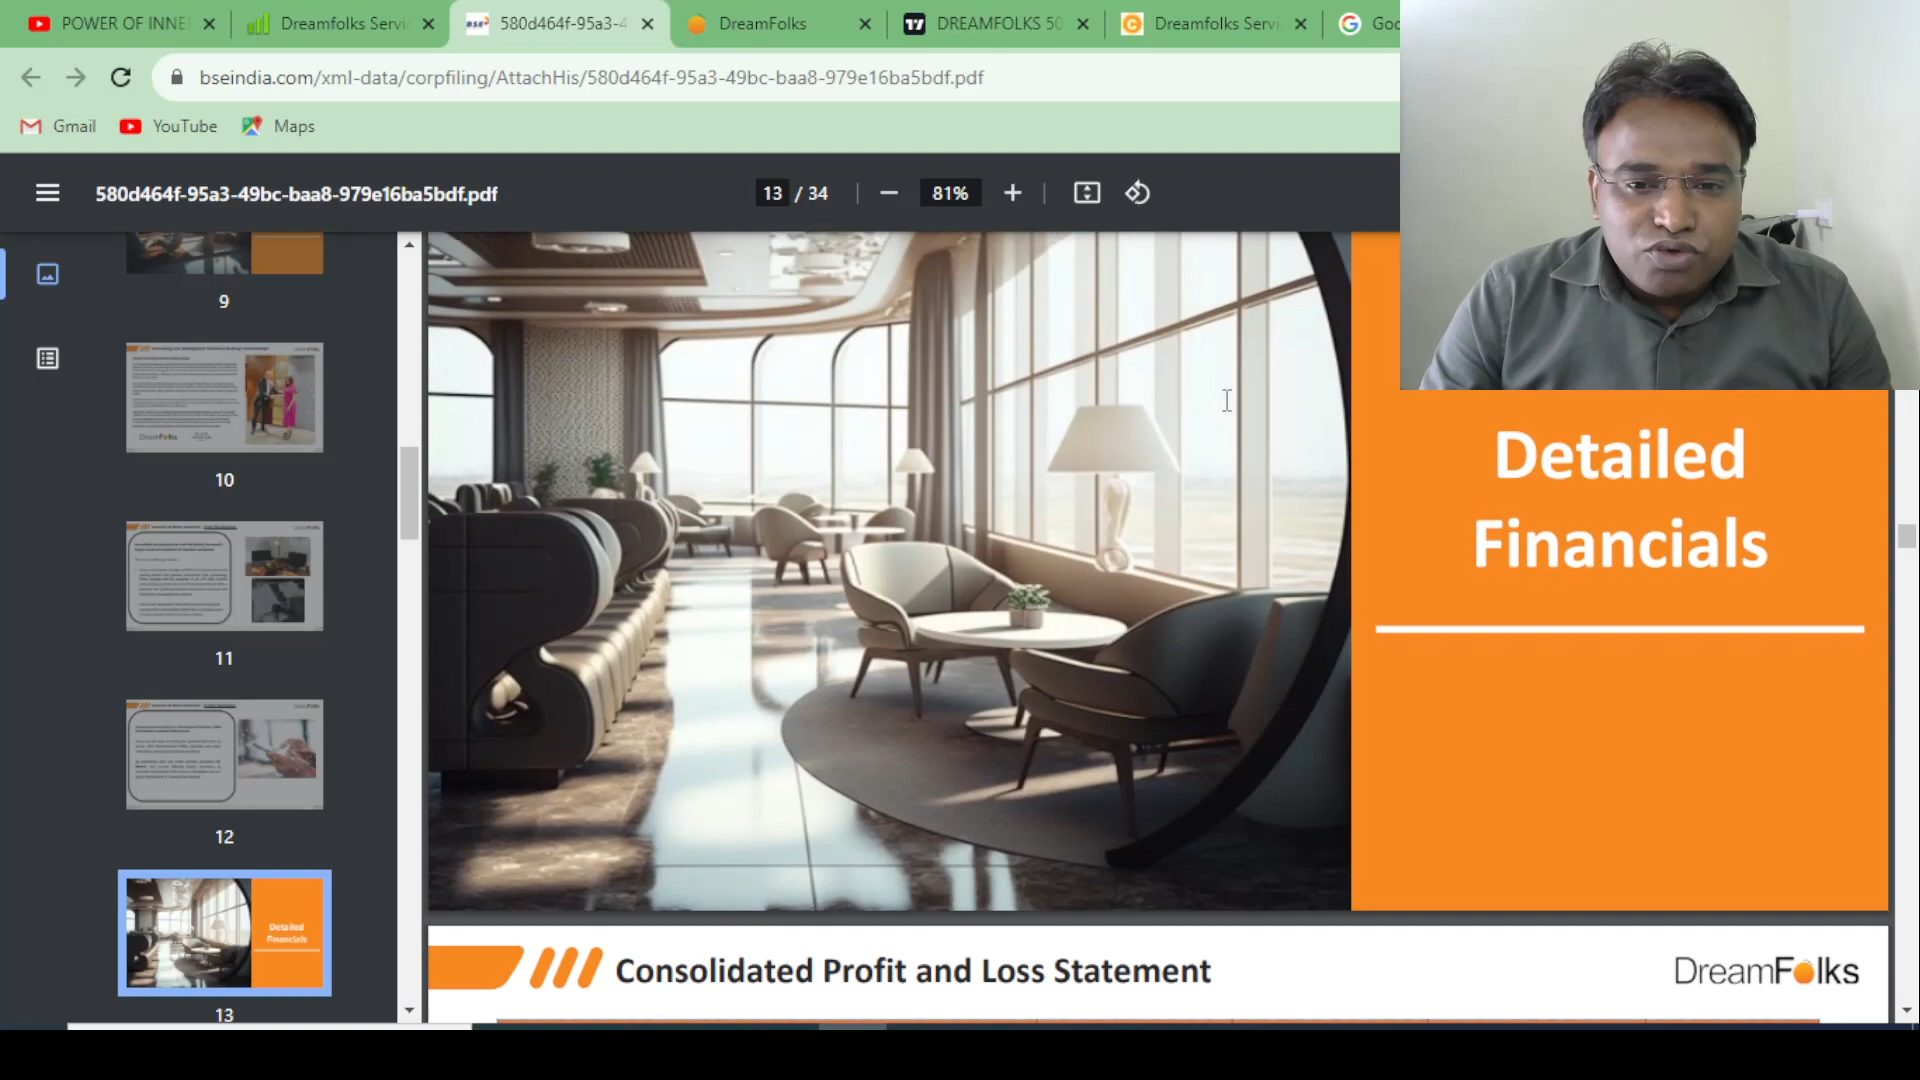 POWER OF INNE
Dreamfolks Servi
580d464f-95a3-4
DreamFolks
DREAMFOLKS 50
Dreamfolks Servi
Goo
bseindia.com/xml-data/corpfiling/AttachHis/580d464f-95a3-49bc-baa8-979e16ba5bdf.pdf
Gmail
YouTube
Maps
580d464f-95a3-49bc-baa8-979e16ba5bdf.pdf
13 / 34
81%
9
10
11
12
Detailed
Financials
13
Detailed
Financials
Consolidated Profit and Loss Statement
DreamFolks